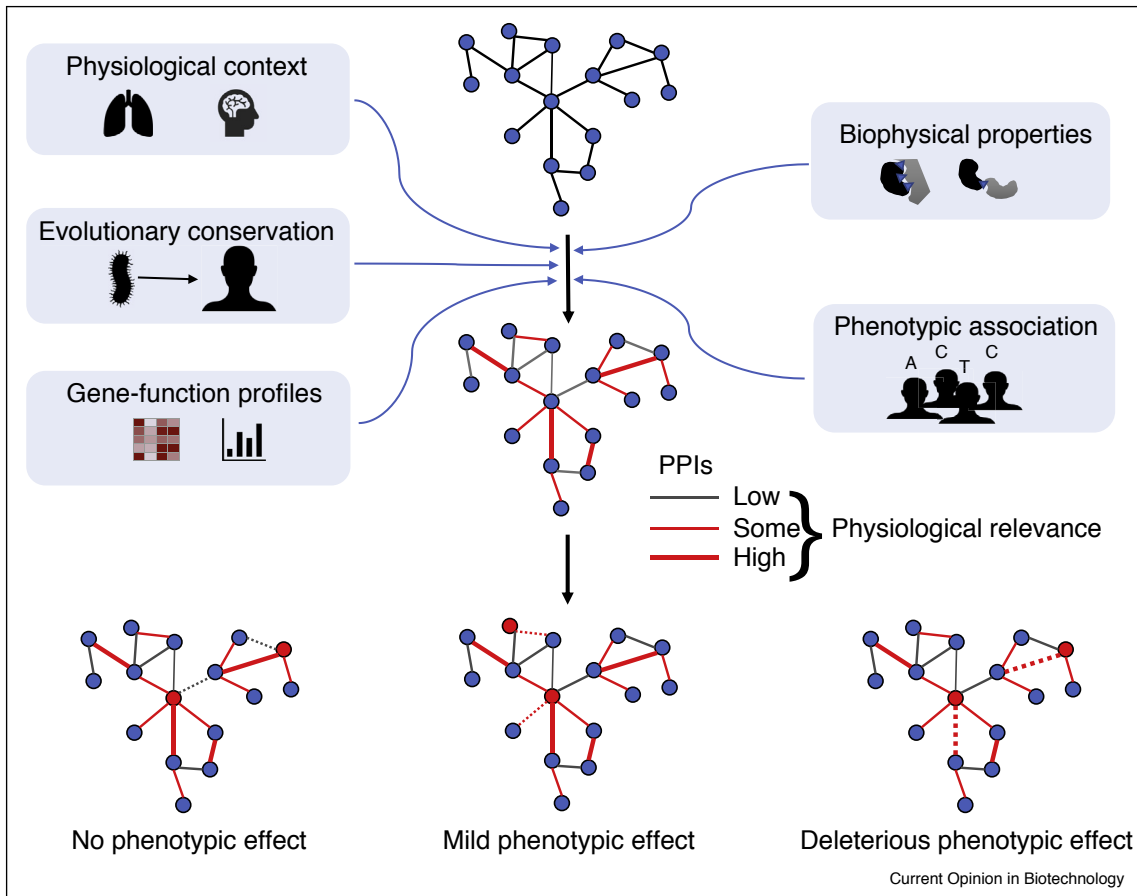 Physiological context
Biophysical properties
Evolutionary conservation
Phenotypic association
A C T C
Gene-function profiles
PPIs
Low
Some
High
Physiological relevance
No phenotypic effect
Mild phenotypic effect
Deleterious phenotypic effect
Current Opinion in Biotechnology